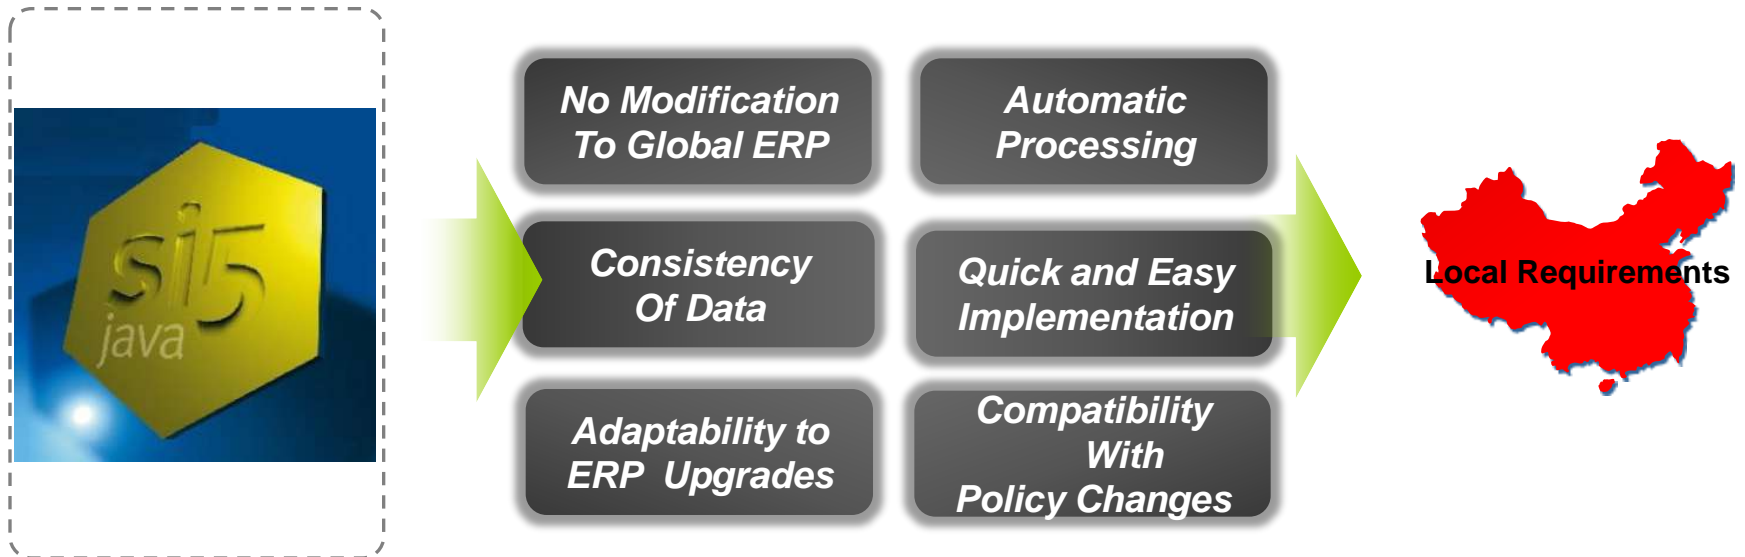 si5
java
No Modification
To Global ERP
Automatic
Processing
Consistency
Of Data
Quick and Easy
Implementation
Adaptability to
ERP Upgrades
Compatibility
With
Policy Changes
Local Requirements